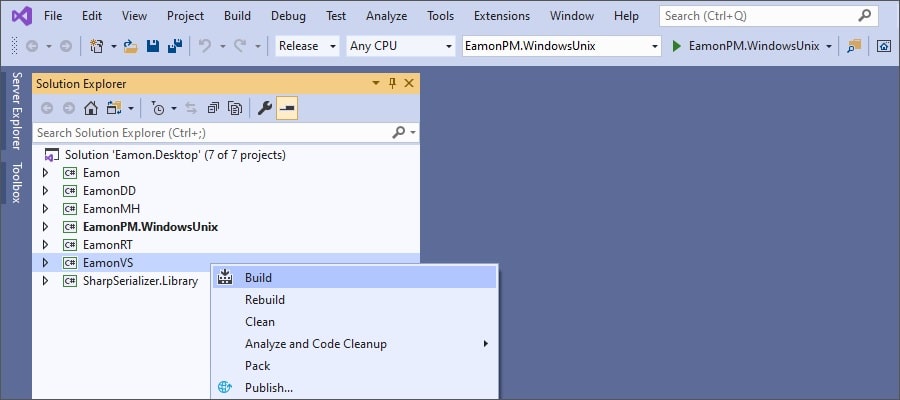 File Edit View Project Build Debug Test Analyze Tools Extensions Window Help Search (Ctrl+Q)
Release Any CPU EamonPM.WindowsUnix EamonPM.WindowsUnix
Server Explorer
Toolbox
Solution Explorer
Search Solution Explorer (Ctrl+;)
Solution 'Eamon.Desktop' (7 of 7 projects)
C# Eamon
C# EamonDD
C# EamonMH
C# EamonPM.WindowsUnix
C# EamonRT
C# EamonVS
C# SharpSerializer.Library
Build
Rebuild
Clean
Analyze and Code Cleanup
Pack
Publish...